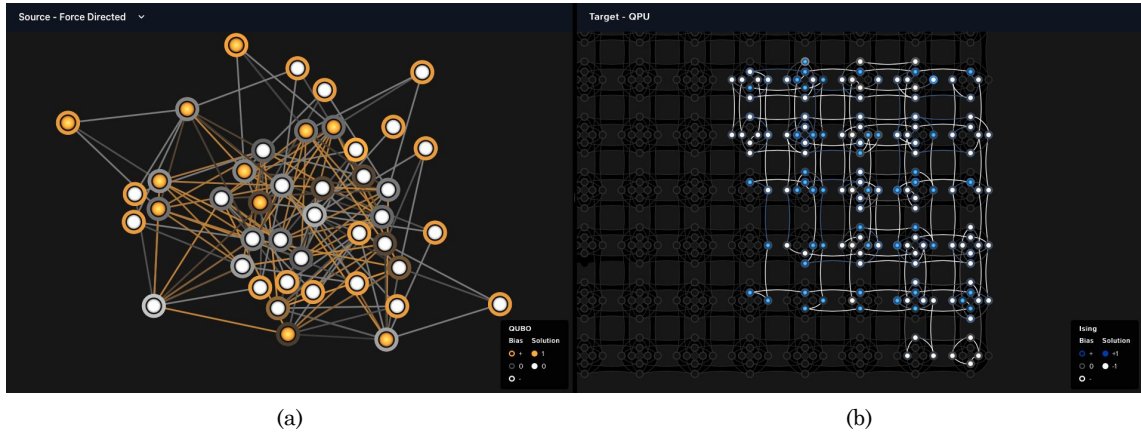 Source - Force Directed
Target - QPU
QUBO
Bias Solution
+ 1
0 0
-
Ising
Bias Solution
+ +1
0 -1
-
(a)
(b)